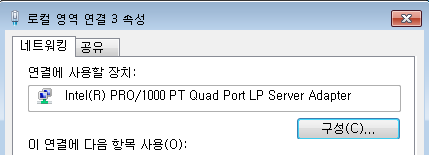 로컬 영역 연결 3 속성
네트워킹 공유
연결에 사용할 장치:
Intel(R) PRO/1000 PT Quad Port LP Server Adapter
구성(C)...
이 연결에 다음 항목 사용(O):